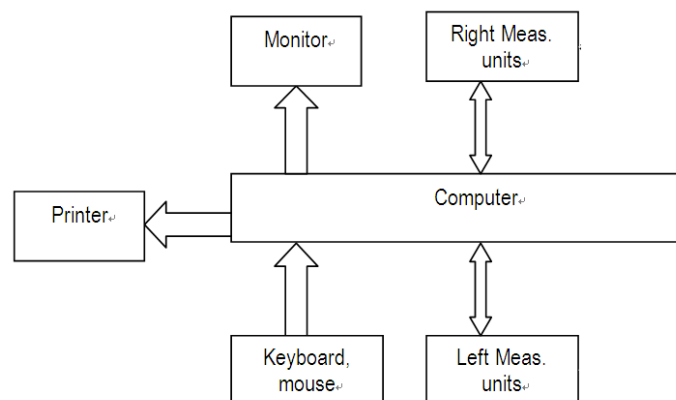 Monitor
Right Meas.
units
Printer
Computer
Keyboard,
mouse
Left Meas.
units